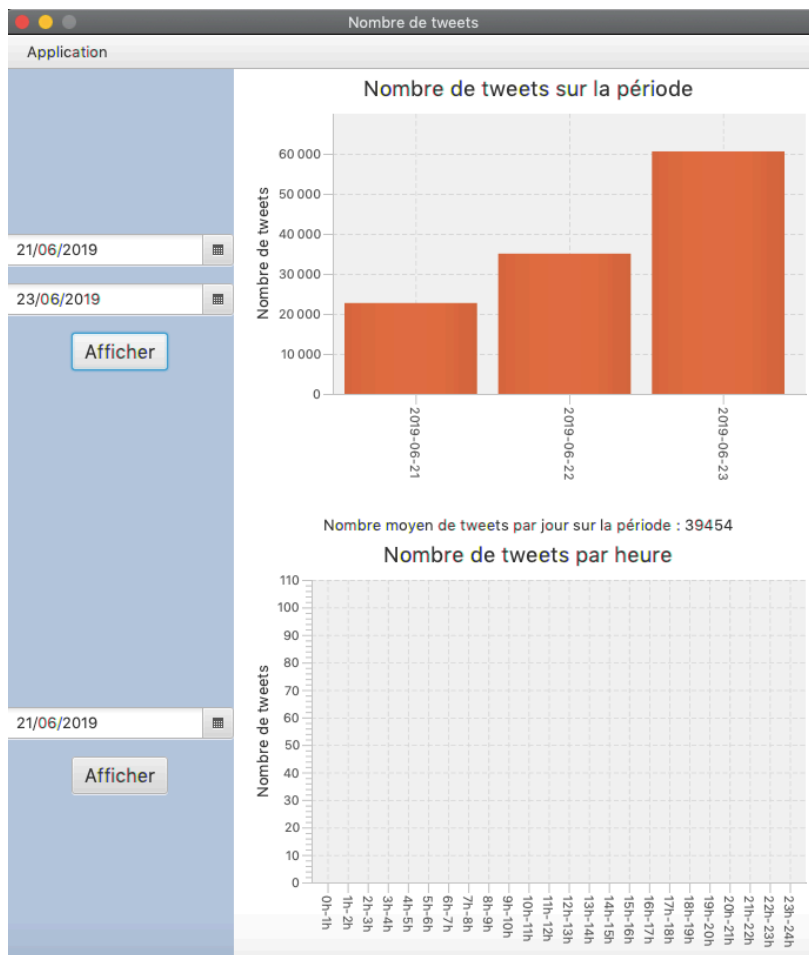 Nombre de tweets
Application
Nombre de tweets sur la période
Nombre de tweets
60 000
50 000
40 000
30 000
20 000
10 000
0
2019-06-21
2019-06-22
2019-06-23
21/06/2019
23/06/2019
Afficher
Nombre moyen de tweets par jour sur la période : 39454
Nombre de tweets par heure
Nombre de tweets
110
100
90
80
70
60
50
40
30
20
10
0
0h-1h
1h-2h
2h-3h
3h-4h
4h-5h
5h-6h
6h-7h
7h-8h
8h-9h
9h-10h
10h-11h
11h-12h
12h-13h
13h-14h
14h-15h
15h-16h
16h-17h
17h-18h
18h-19h
19h-20h
20h-21h
21h-22h
22h-23h
23h-24h
21/06/2019
Afficher